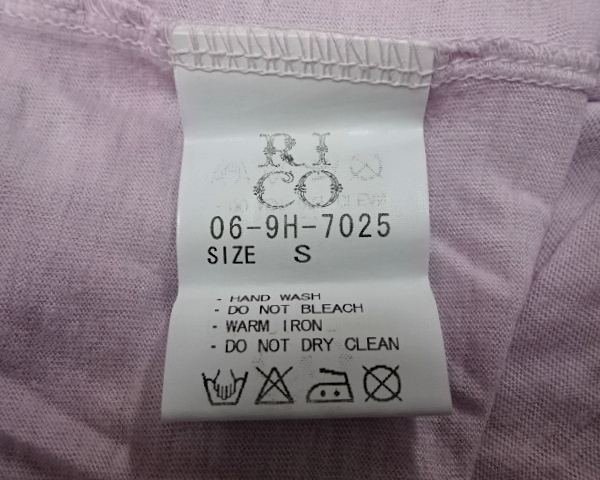 RI
CO
06-9H-7025
SIZE S
- HAND WASH
- DO NOT BLEACH
- WARM IRON
- DO NOT DRY CLEAN